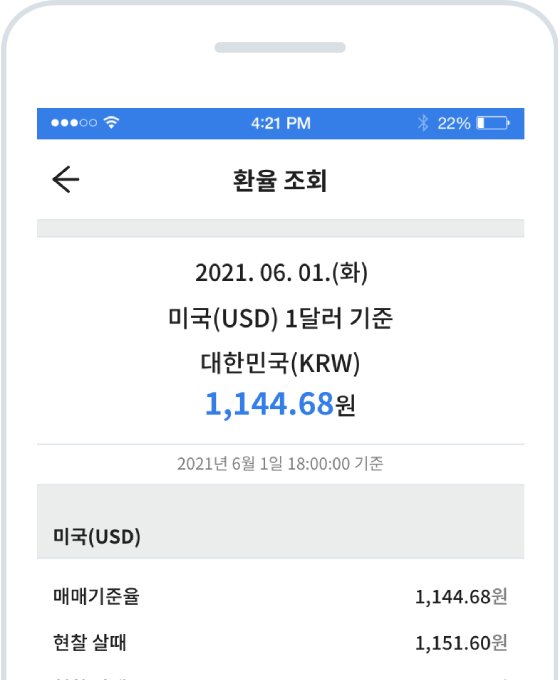 4:21 PM 22%
환율 조회
2021. 06. 01.(화)
미국(USD) 1달러 기준
대한민국(KRW)
1,144.68원
2021년 6월 1일 18:00:00 기준
미국(USD)
매매기준율 1,144.68원
현찰 살때 1,151.60원